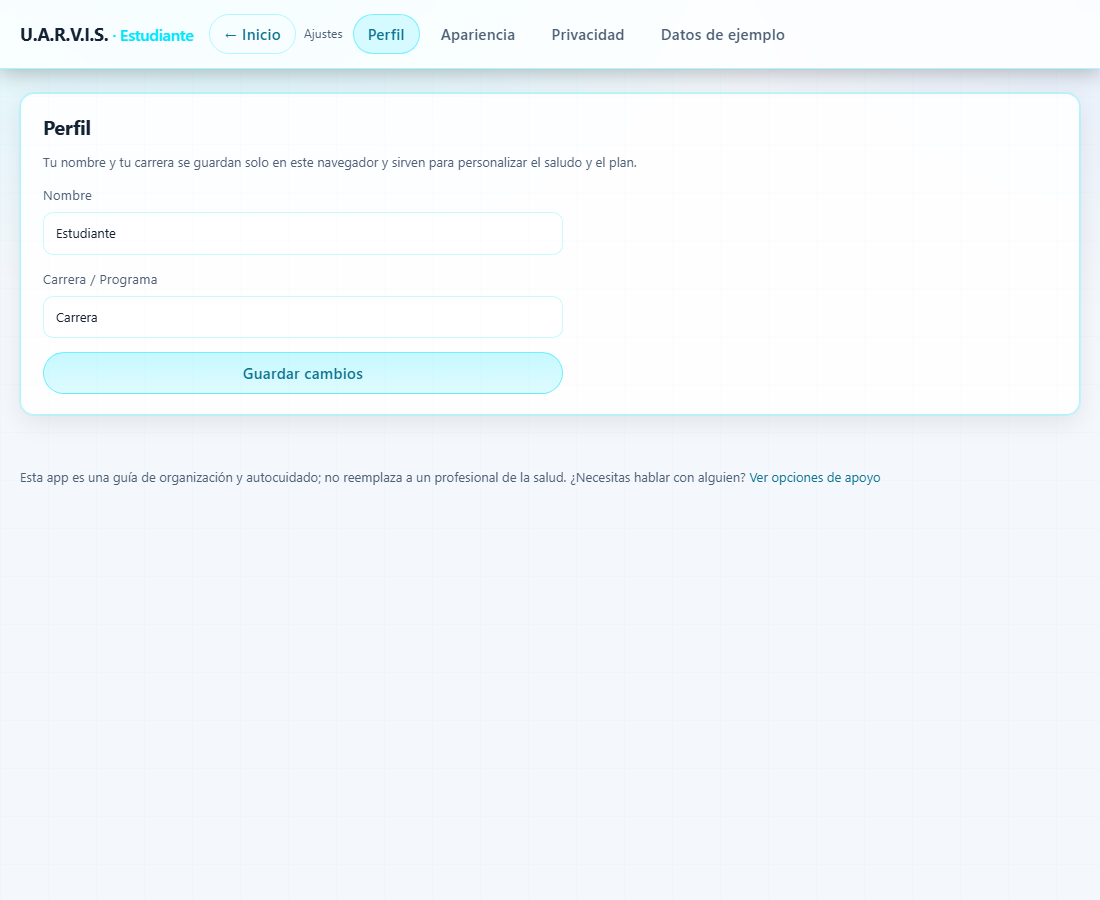 U.A.R.V.I.S. · Estudiante ← Inicio Ajustes Perfil Apariencia Privacidad Datos de ejemplo
Perfil
Tu nombre y tu carrera se guardan solo en este navegador y sirven para personalizar el saludo y el plan.
Nombre
Estudiante
Carrera / Programa
Carrera
Guardar cambios
Esta app es una guía de organización y autocuidado; no reemplaza a un profesional de la salud. ¿Necesitas hablar con alguien? Ver opciones de apoyo